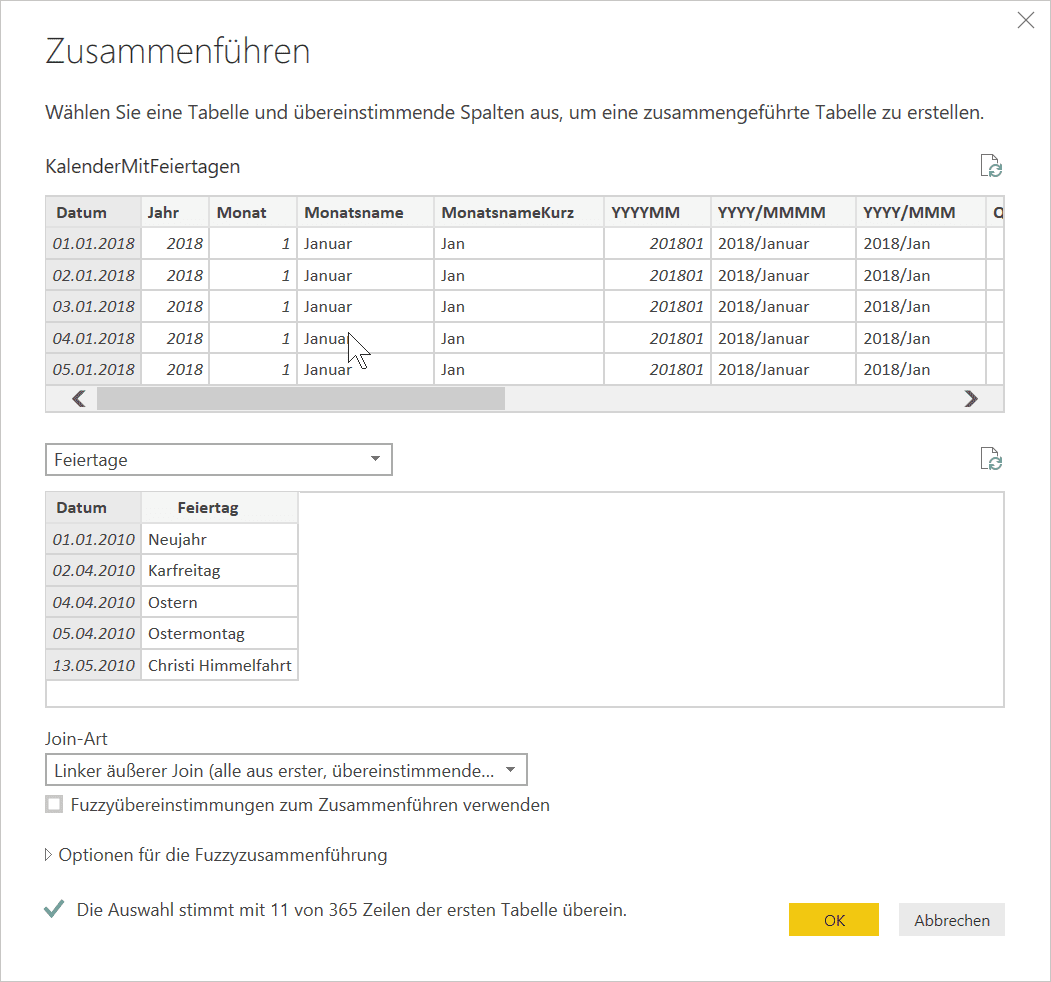 Zusammenführen
Wählen Sie eine Tabelle und übereinstimmende Spalten aus, um eine zusammengeführte Tabelle zu erstellen.
KalenderMitFeiertagen
Datum Jahr Monat Monatsname MonatsnameKurz YYYYMM YYYY/MMMM YYYY/MMM
01.01.2018 2018 1 Januar Jan 201801 2018/Januar 2018/Jan
02.01.2018 2018 1 Januar Jan 201801 2018/Januar 2018/Jan
03.01.2018 2018 1 Januar Jan 201801 2018/Januar 2018/Jan
04.01.2018 2018 1 Januar Jan 201801 2018/Januar 2018/Jan
05.01.2018 2018 1 Januar Jan 201801 2018/Januar 2018/Jan
Feiertage
Datum Feiertag
01.01.2010 Neujahr
02.04.2010 Karfreitag
04.04.2010 Ostern
05.04.2010 Ostermontag
13.05.2010 Christi Himmelfahrt
Join-Art
Linker äußerer Join (alle aus erster, übereinstimmende...
Fuzzyübereinstimmungen zum Zusammenführen verwenden
Optionen für die Fuzzyzusammenführung
Die Auswahl stimmt mit 11 von 365 Zeilen der ersten Tabelle überein.
OK Abbrechen